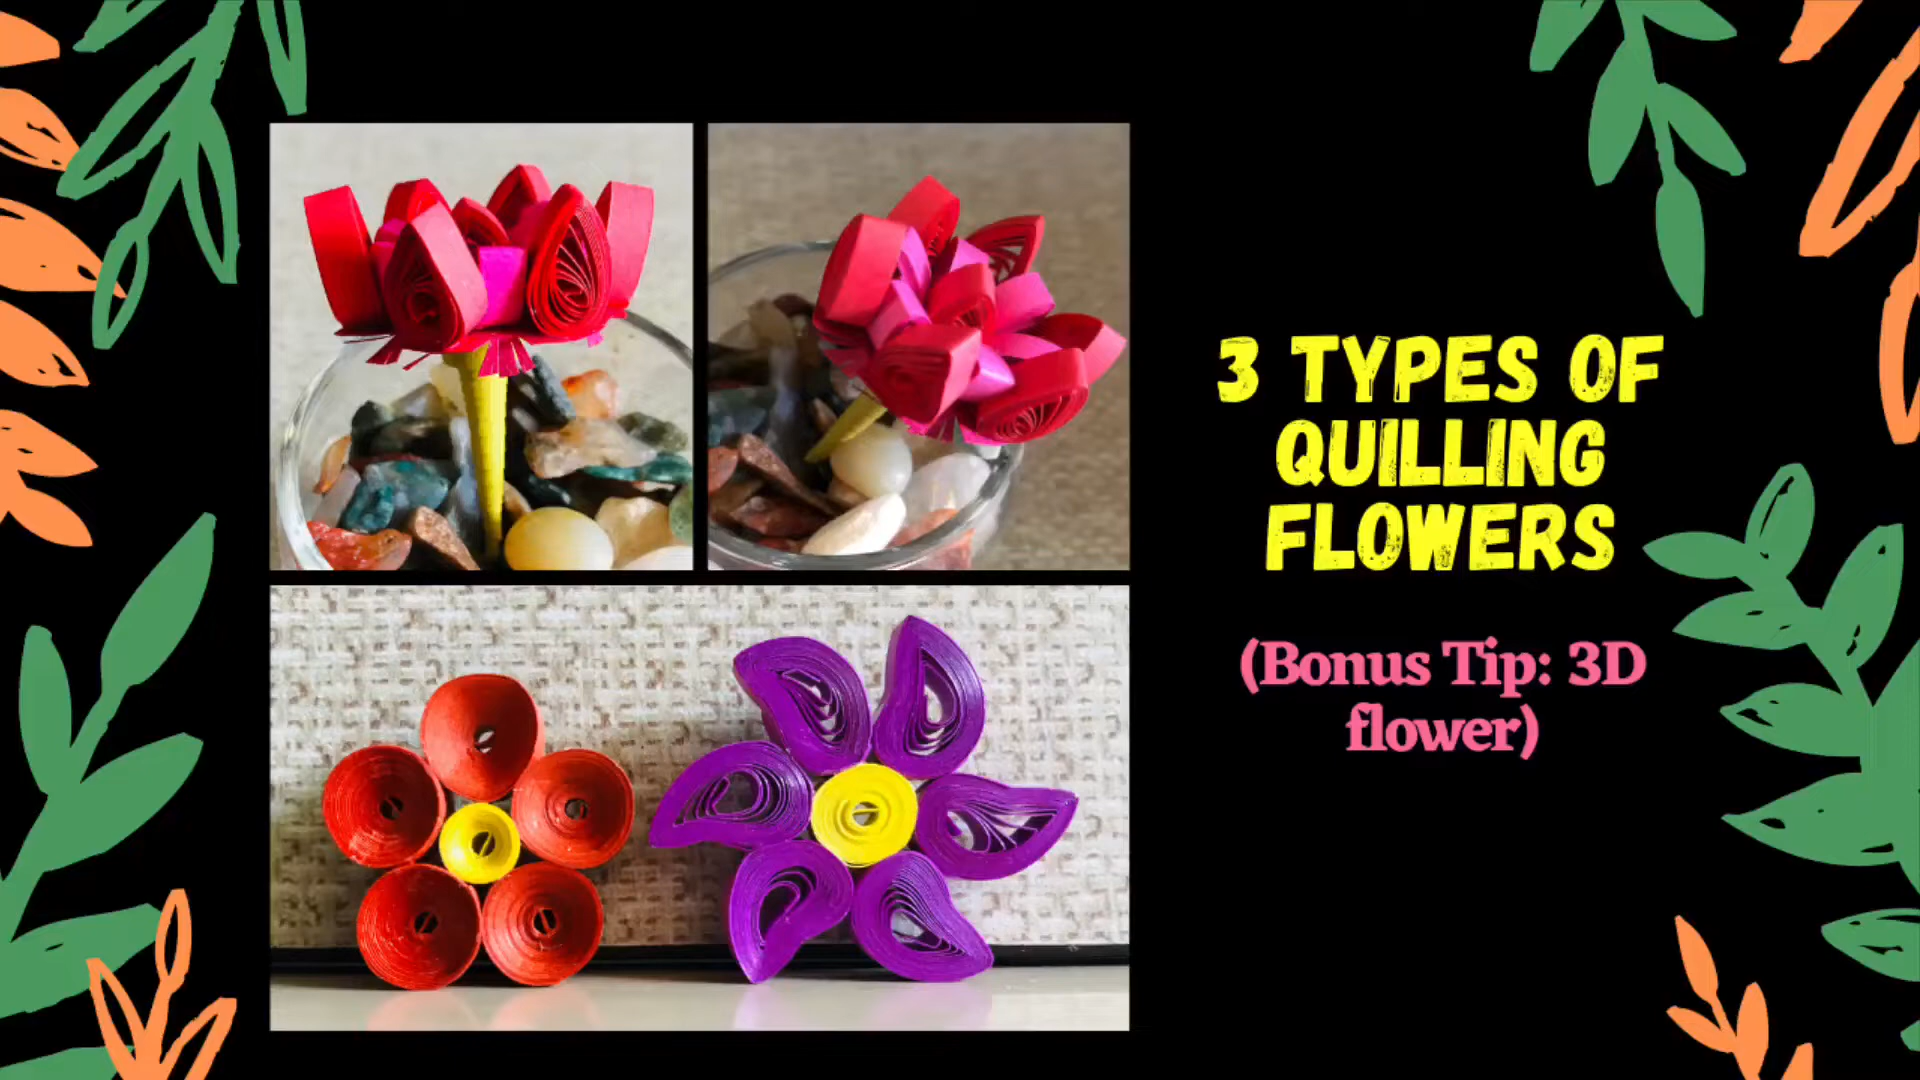 3 TYPES OF
QUILLING
FLOWERS
(Bonus Tip: 3D
flower)